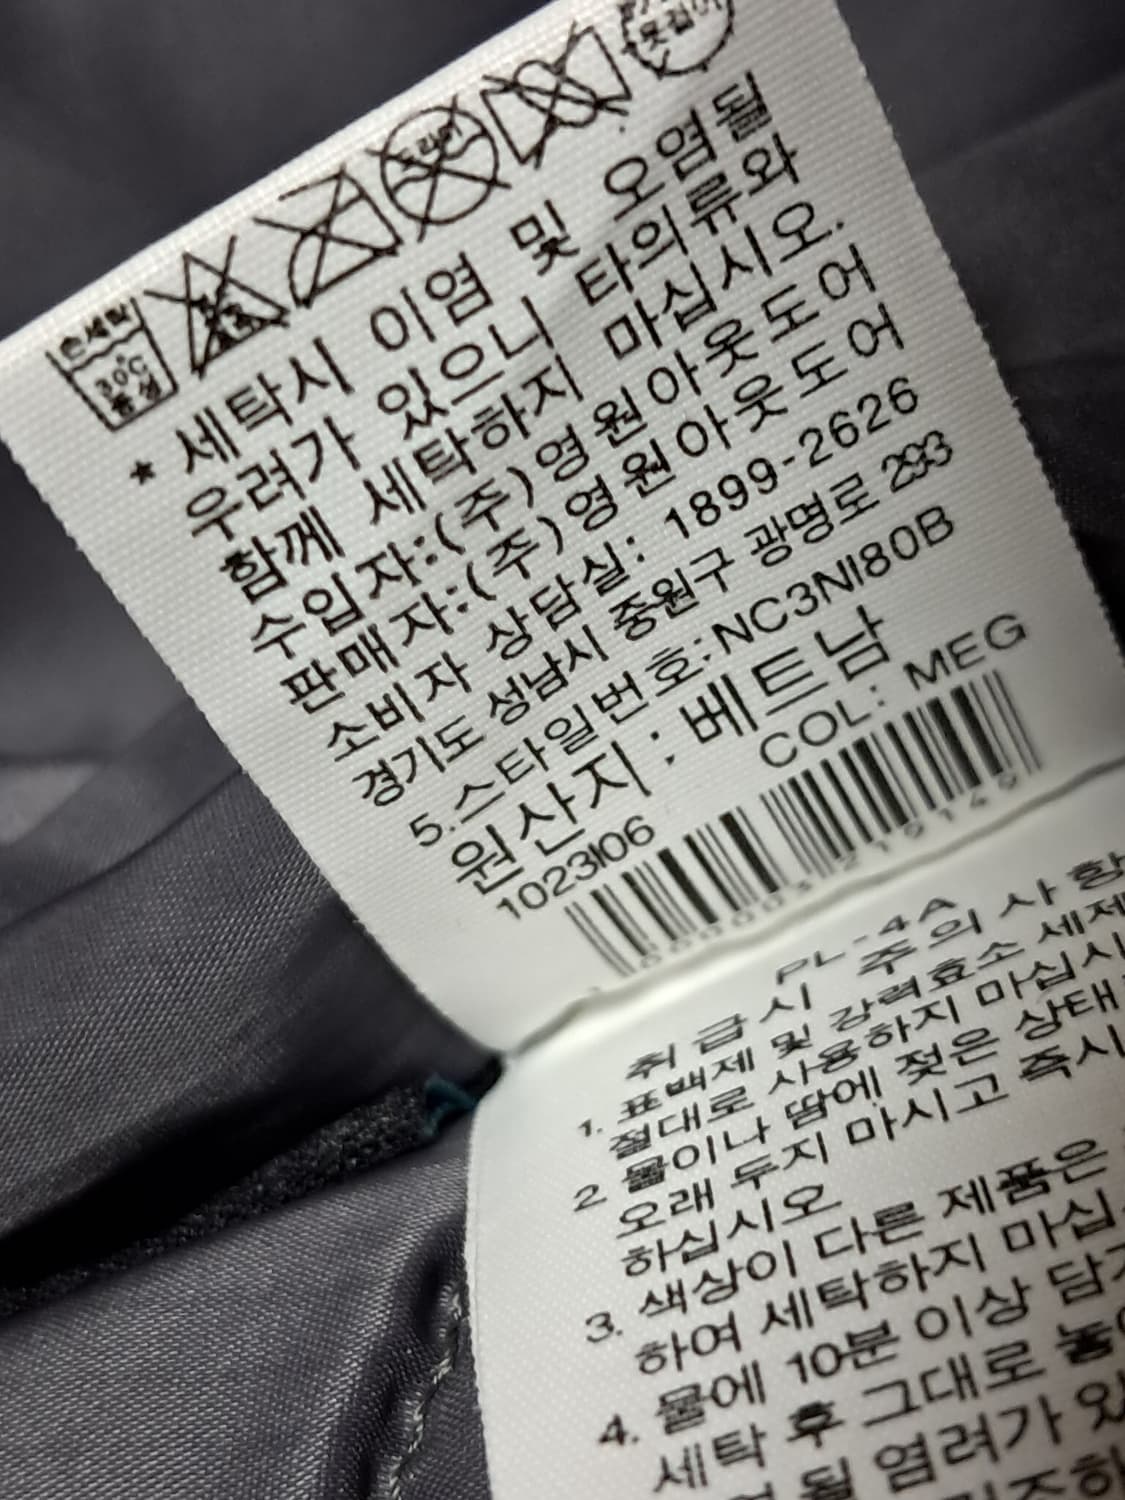 손세탁
30℃
중성
드라이
* 세탁시 이염 및 오염될
우려가 있으니 타의류와
함께 세탁하지 마십시오.
수입자:(주)영원아웃도어
판매자:(주)영원아웃도어
소비자 상담실: 1899-2626
경기도 성남시 중원구 광명로 293
5.스타일번호:NC3NI80B
원산지 : 베트남
COL: MEG
1023I06
PL-4A
취 급 시 주 의 사 항
1. 표백제 및 강력효소 세제
절대로 사용하지 마십시
2 물이나 땀에 젖은 상태
오래 두지 마시고 즉시
하십시오
3. 색상이 다른 제품은
하여 세탁하지 마십
4. 물에 10분 이상 담
세탁 후 그대로
될 염려가